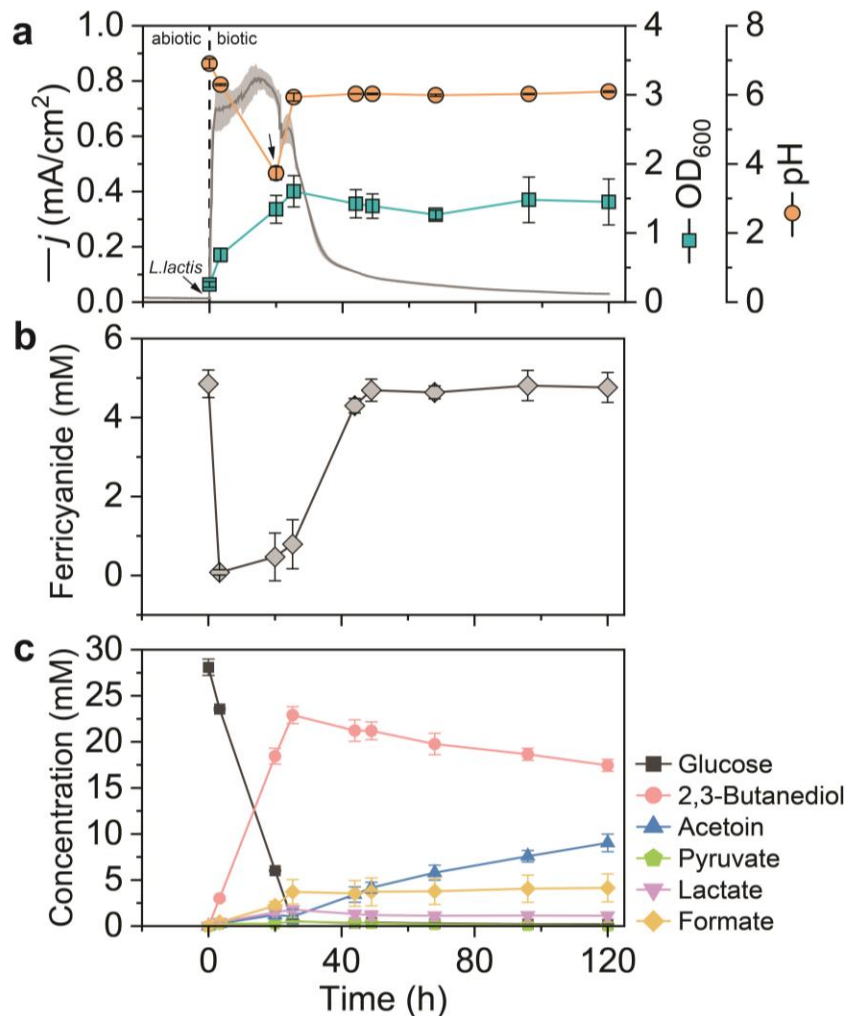 a
abiotic biotic
L.lactis
—j (mA/cm²)
1.0
0.8
0.6
0.4
0.2
0.0
4
3
2
1
0
OD₆₀₀
8
6
4
2
0
pH
b
Ferricyanide (mM)
6
4
2
0
c
Concentration (mM)
30
25
20
15
10
5
0
0 40 80 120
Time (h)
Glucose
2,3-Butanediol
Acetoin
Pyruvate
Lactate
Formate